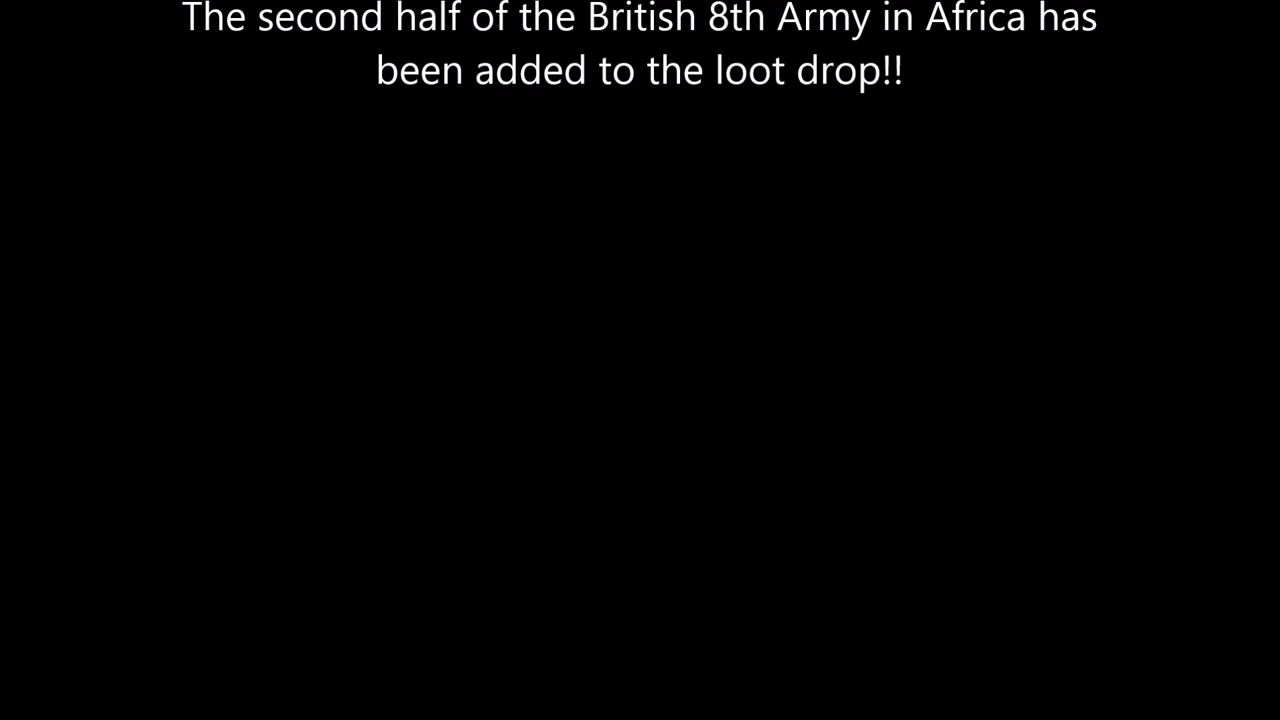 The second half of the British 8th Army in Africa has
been added to the loot drop!!